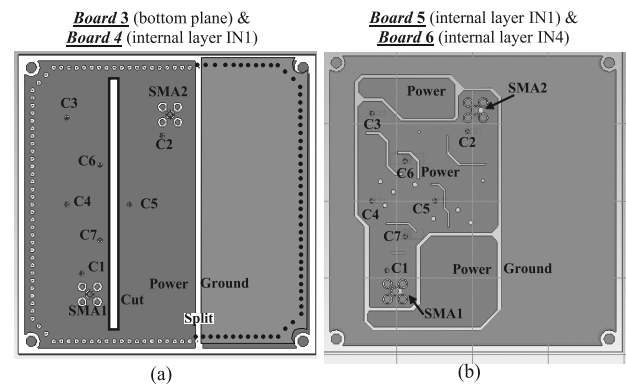 Board 3 (bottom plane) &
Board 4 (internal layer IN1)
Board 5 (internal layer IN1) &
Board 6 (internal layer IN4)
C3
SMA2
C2
C6
C4
C5
C7
C1
Power
Ground
SMA1
Cut
Split
(a)
Power
SMA2
C3
C2
C6
Power
C4
C5
C7
C1
Power
Ground
SMA1
(b)